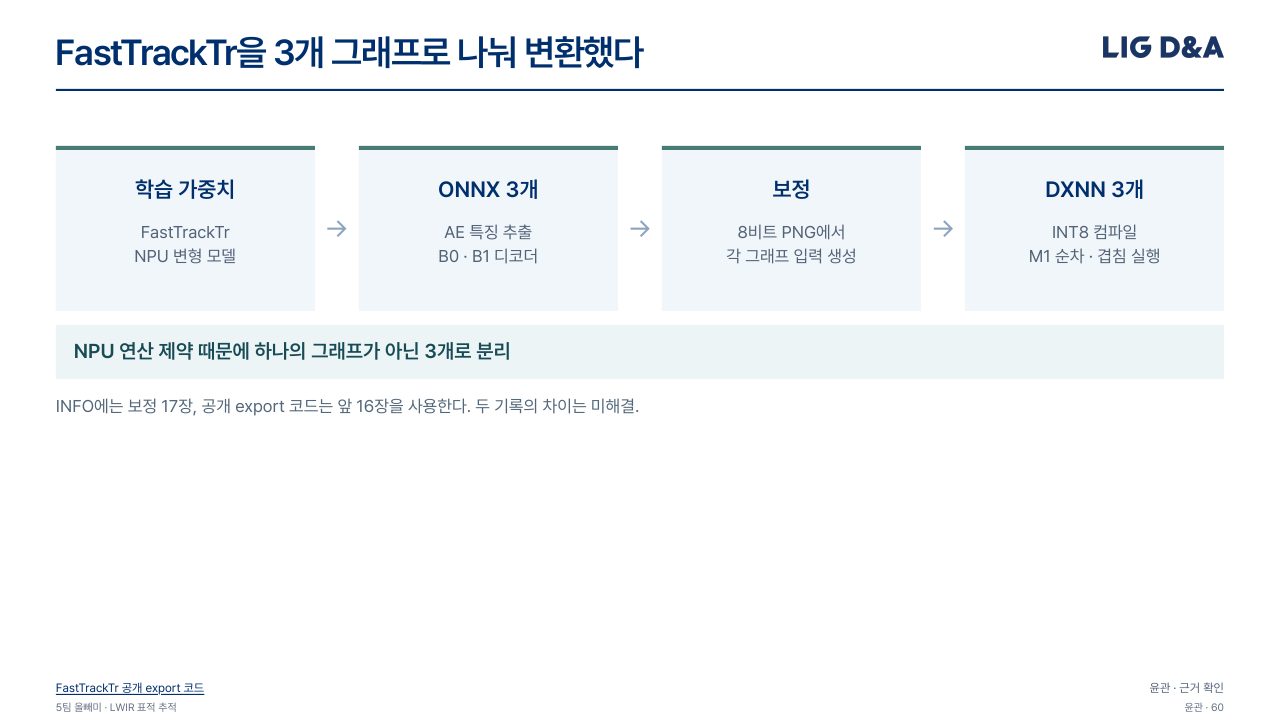 FastTrackTr을 3개 그래프로 나눠 변환했다
LIG D&A
학습 가중치
FastTrackTr
NPU 변형 모델
→
ONNX 3개
AE 특징 추출
B0 · B1 디코더
→
보정
8비트 PNG에서
각 그래프 입력 생성
→
DXNN 3개
INT8 컴파일
M1 순차 · 겹침 실행
NPU 연산 제약 때문에 하나의 그래프가 아닌 3개로 분리
INFO에는 보정 17장, 공개 export 코드는 앞 16장을 사용한다. 두 기록의 차이는 미해결.
FastTrackTr 공개 export 코드
5팀 올빼미 · LWIR 표적 추적
윤관 · 근거 확인
윤관 · 60